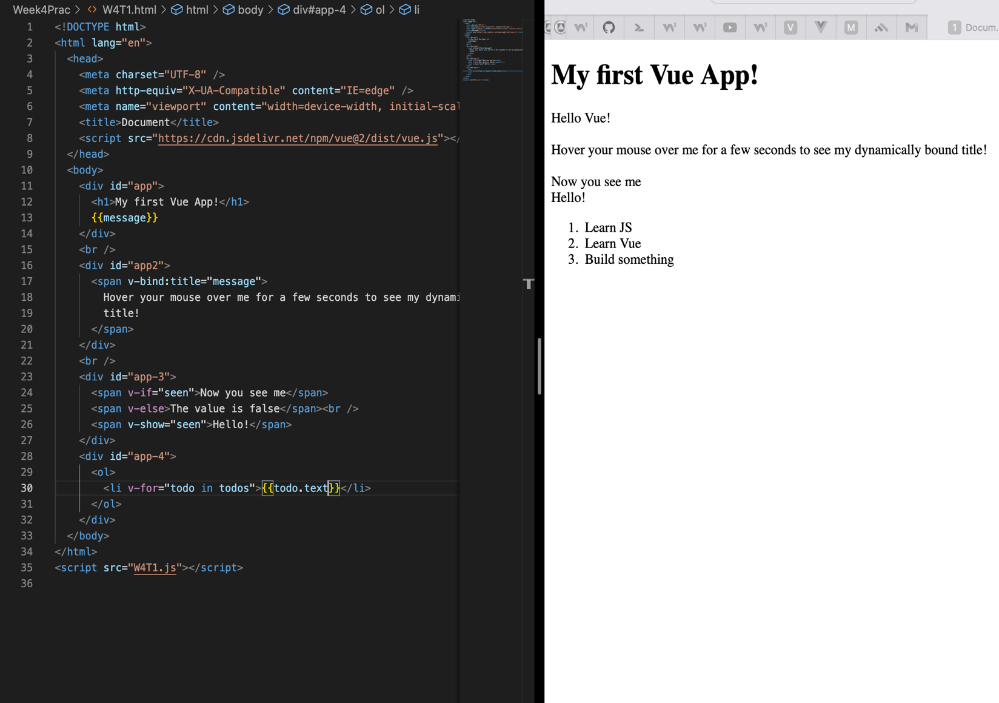 Week4Prac > <> W4T1.html > html > body > div#app-4 > ol > li
1 <!DOCTYPE html>
2 <html lang="en">
3 <head>
4 <meta charset="UTF-8" />
5 <meta http-equiv="X-UA-Compatible" content="IE=edge" />
6 <meta name="viewport" content="width=device-width, initial-scal
7 <title>Document</title>
8 <script src="https://cdn.jsdelivr.net/npm/vue@2/dist/vue.js"></
9 </head>
10 <body>
11 <div id="app">
12 <h1>My first Vue App!</h1>
13 {{message}}
14 </div>
15 <br />
16 <div id="app2">
17 <span v-bind:title="message">
18 Hover your mouse over me for a few seconds to see my dynami
19 title!
20 </span>
21 </div>
22 <br />
23 <div id="app-3">
24 <span v-if="seen">Now you see me</span>
25 <span v-else>The value is false</span><br />
26 <span v-show="seen">Hello!</span>
27 </div>
28 <div id="app-4">
29 <ol>
30 <li v-for="todo in todos">{{todo.text}}</li>
31 </ol>
32 </div>
33 </body>
34 </html>
35 <script src="W4T1.js"></script>
36
T
w3 w3 w3 w3 V M 1 Docum.
My first Vue App!
Hello Vue!
Hover your mouse over me for a few seconds to see my dynamically bound title!
Now you see me
Hello!
1. Learn JS
2. Learn Vue
3. Build something